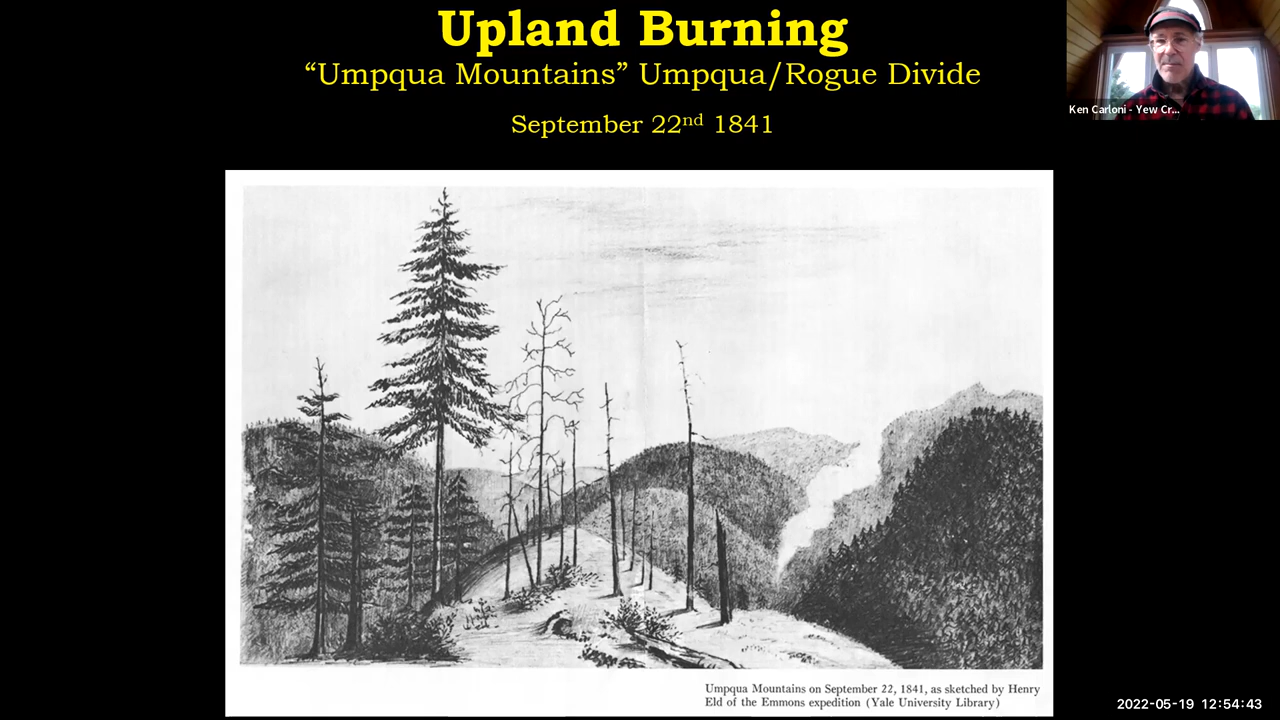 Upland Burning
“Umpqua Mountains” Umpqua/Rogue Divide
September 22nd 1841
Ken Carloni - Yew Cr...
Umpqua Mountains on September 22, 1841, as sketched by Henry
Eld of the Emmons expedition (Yale University Library)
2022-05-19 12:54:43